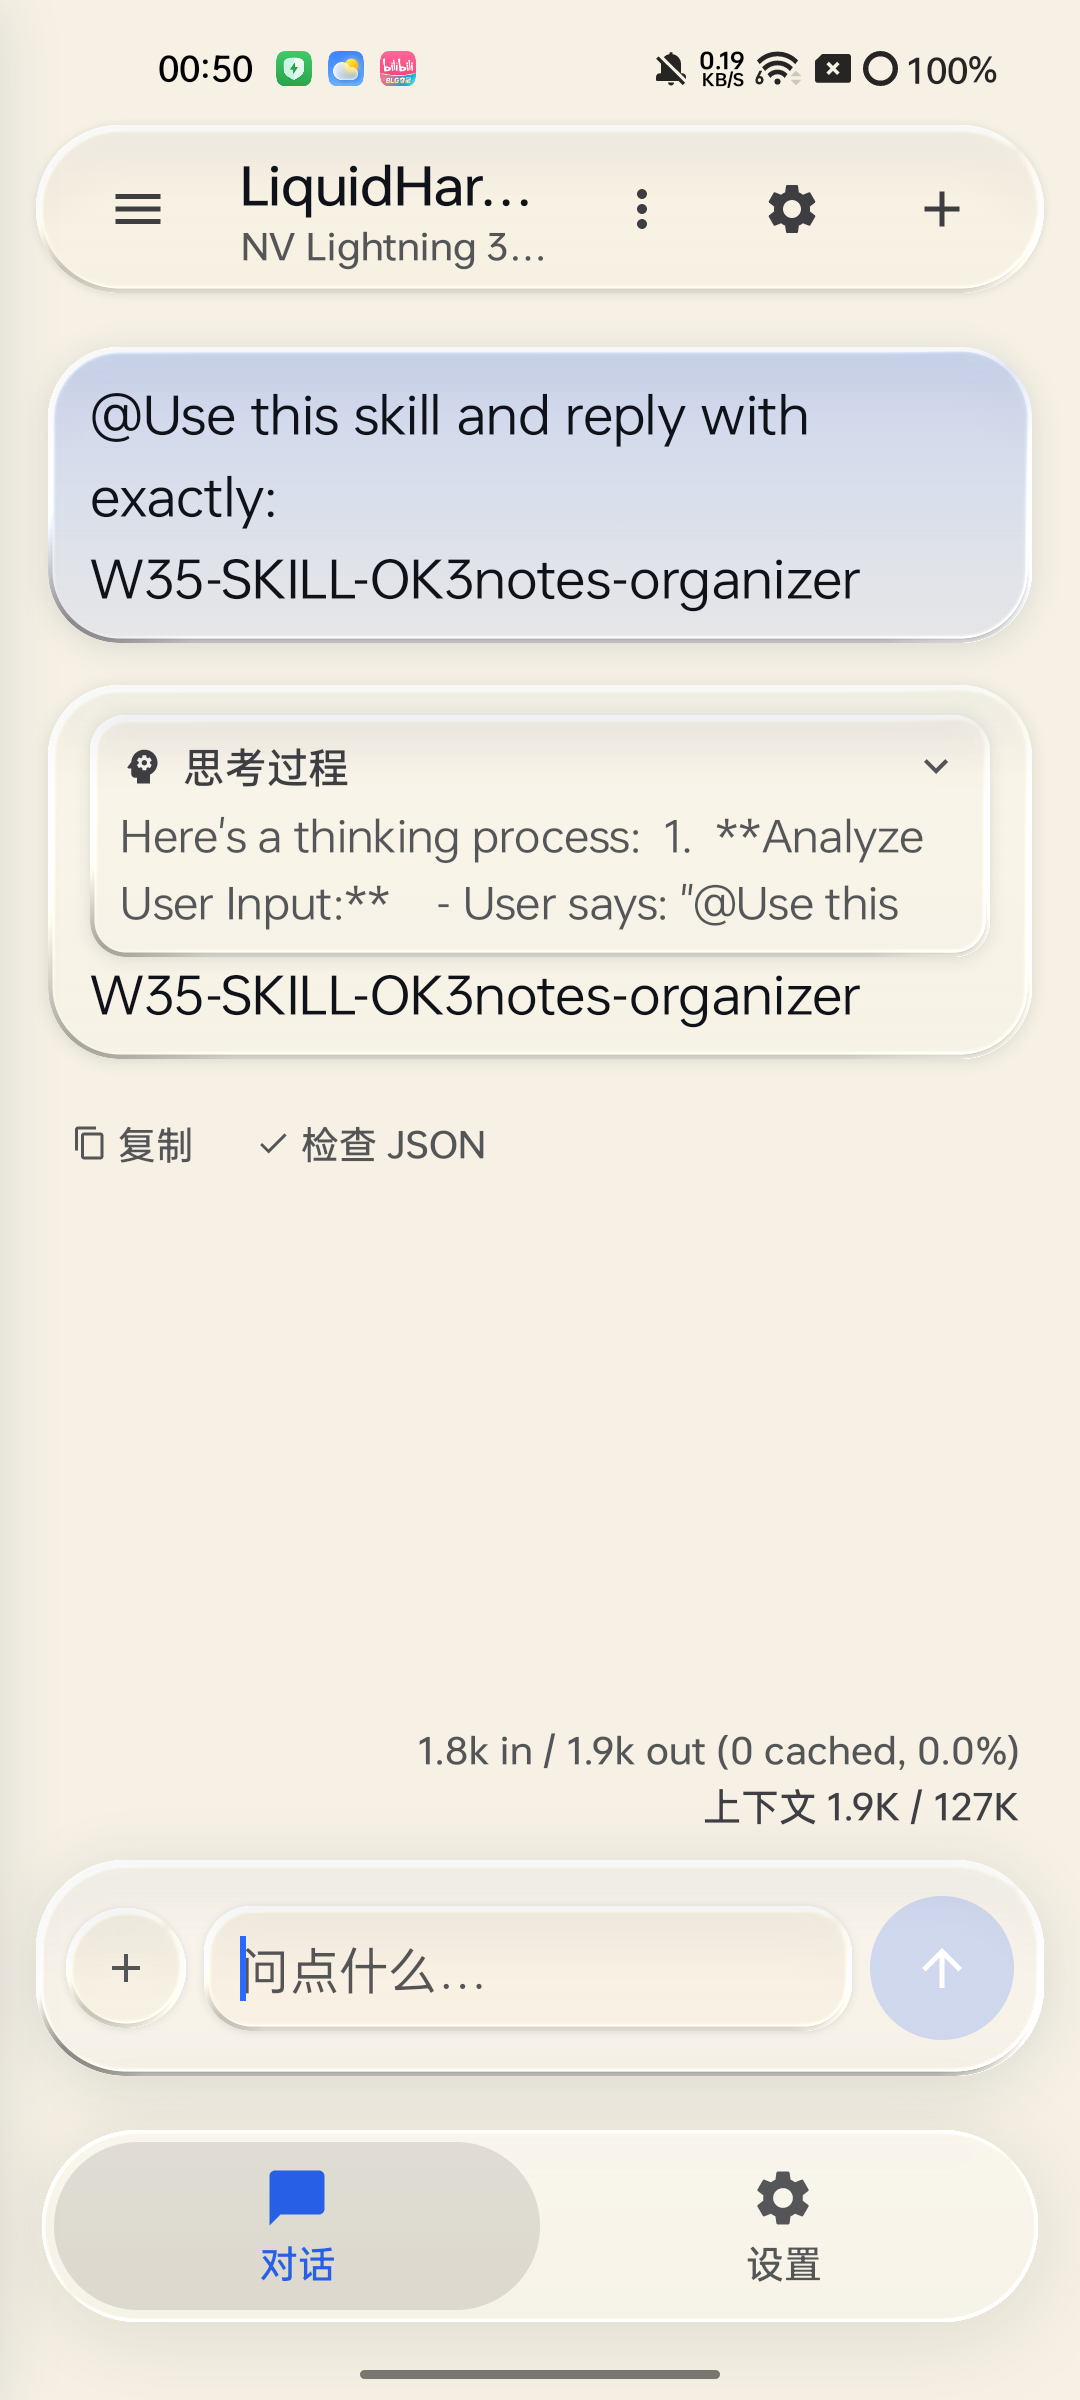 00:50
0.19
KB/S
6
100%
LiquidHar...
NV Lightning 3...
@Use this skill and reply with
exactly:
W35-SKILL-OK3notes-organizer
思考过程
Here's a thinking process:  1.  **Analyze
User Input:**    - User says: "@Use this
W35-SKILL-OK3notes-organizer
复制
检查 JSON
1.8k in / 1.9k out (0 cached, 0.0%)
上下文 1.9K / 127K
问点什么...
对话
设置